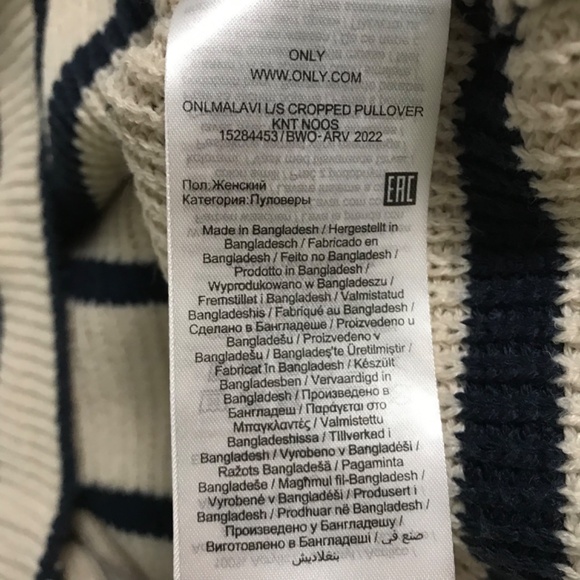 ONLY
WWW.ONLY.COM
ONLMALAVI L/S CROPPED PULLOVER
KNT NOOS
15284453/BWO-ARV 2022
Пол: Женский
Категория: Пуловеры
EAC
Made in Bangladesh / Hergestellt in
Bangladesch / Fabricado en
Bangladesh / Feito no Bangladesh /
Prodotto in Bangladesh /
Wyprodukowano w Bangladeszu /
Fremstillet i Bangladesh / Valmistatud
Bangladeshis / Fabriqué au Bangladesh /
Сделано в Бангладеше / Proizvedeno u
Bangladešu / Proizvedeno v
Bangladešu / Bangladeş'te Üretilmiştir /
Fabricat în Bangladesh / Készült
Bangladesben / Vervaardigd in
Bangladesh / Произведено в
Бангладеш / Παράγεται στο
Μπαγκλαντές / Valmistettu
Bangladeshissa / Tillverked i
Bangladesh / Vyrobeno v Bangladéši /
Ražots Bangladešā / Pagaminta
Bangladeše / Magħmul fil-Bangladesh /
Vyrobené v Bangladéši / Produsert i
Bangladesh / Prodhuar në Bangladesh /
Произведено у Бангладешу /
Виготовлено в Бангладеш / صنع في
بنغلاديش